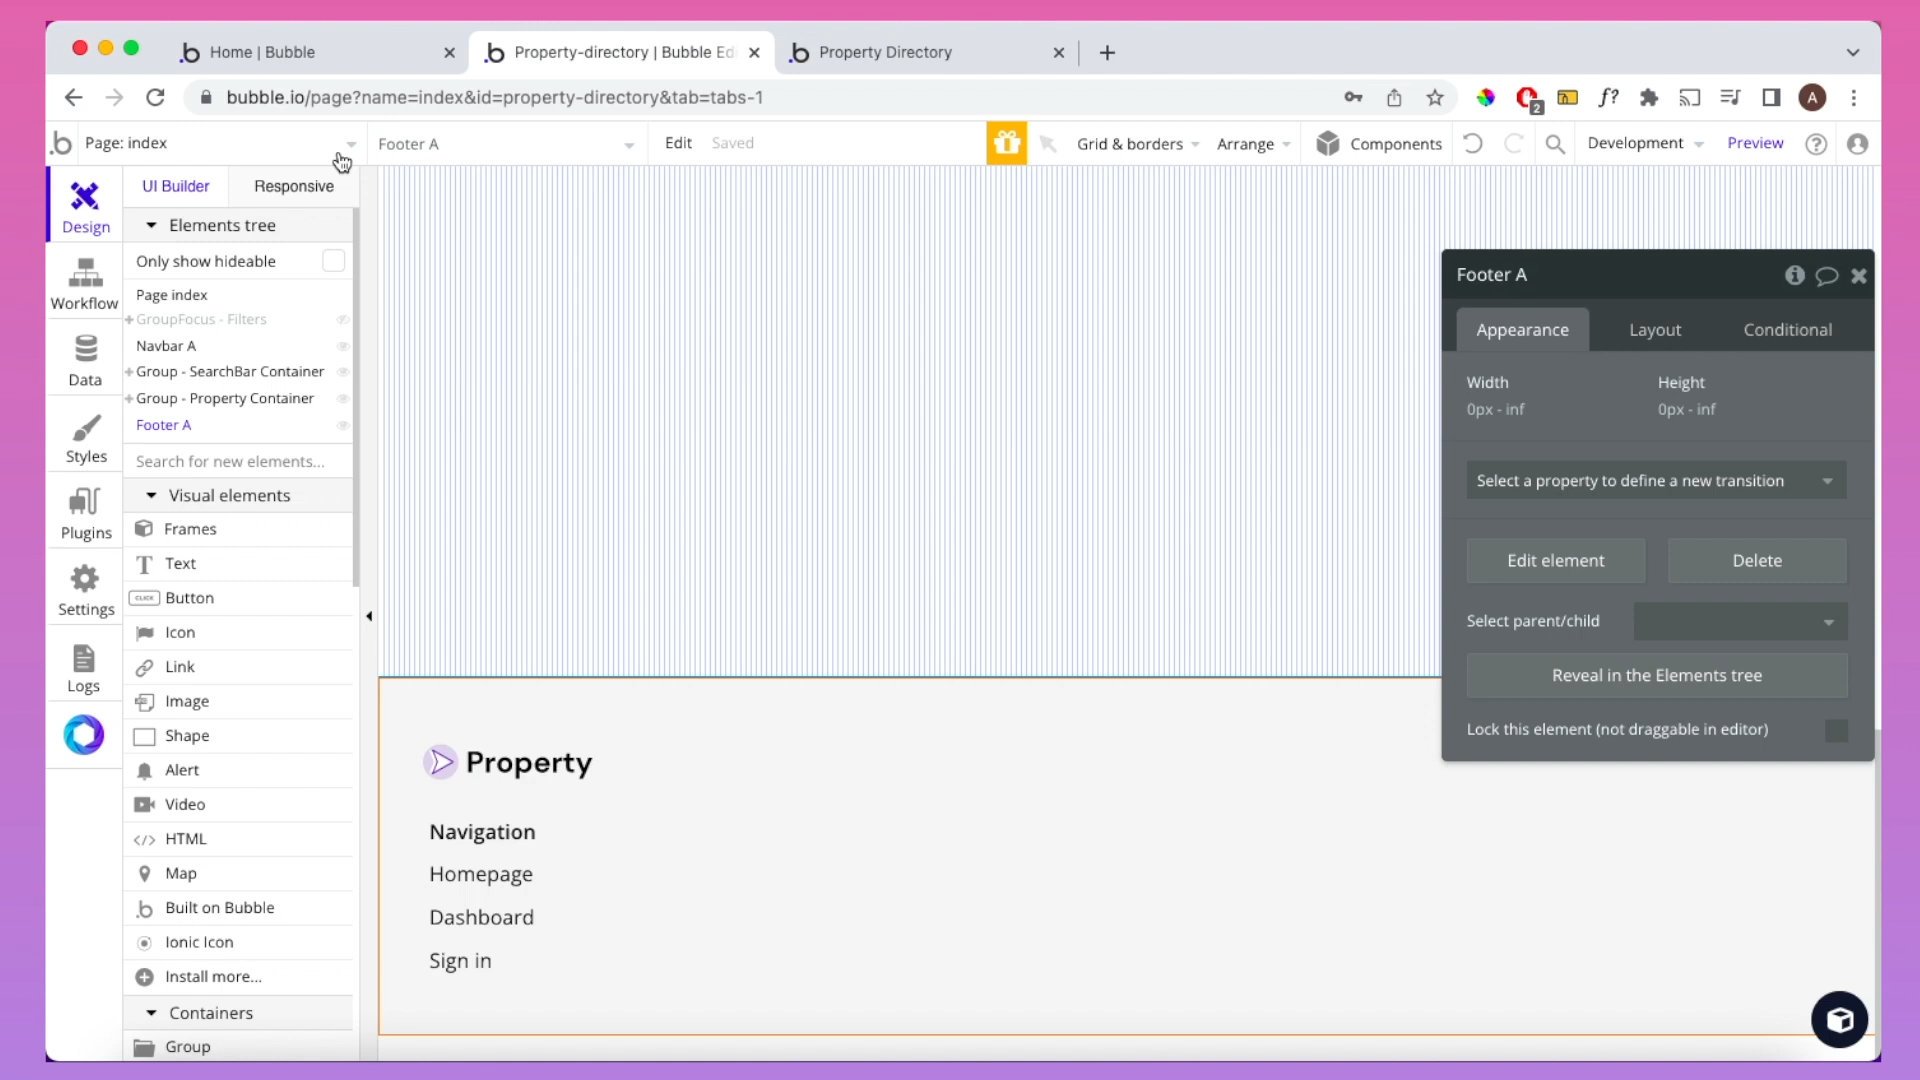 Home | Bubble
Property-directory | Bubble Ed
Property Directory
bubble.io/page?name=index&id=property-directory&tab=tabs-1
2
f?
A
.b
Page: index
Footer A
Edit
Saved
Grid & borders
Arrange
Components
Development
Preview
UI Builder
Responsive
Design
Workflow
Data
Styles
Plugins
Settings
Logs
Elements tree
Only show hideable
Page index
GroupFocus - Filters
Navbar A
Group - SearchBar Container
Group - Property Container
Footer A
Search for new elements...
Visual elements
Frames
Text
CLICK Button
Icon
Link
Image
Shape
Alert
Video
HTML
Map
Built on Bubble
Ionic Icon
Install more...
Containers
Group
Property
Navigation
Homepage
Dashboard
Sign in
Footer A
Appearance
Layout
Conditional
Width
Height
0px - inf
0px - inf
Select a property to define a new transition
Edit element
Delete
Select parent/child
Reveal in the Elements tree
Lock this element (not draggable in editor)